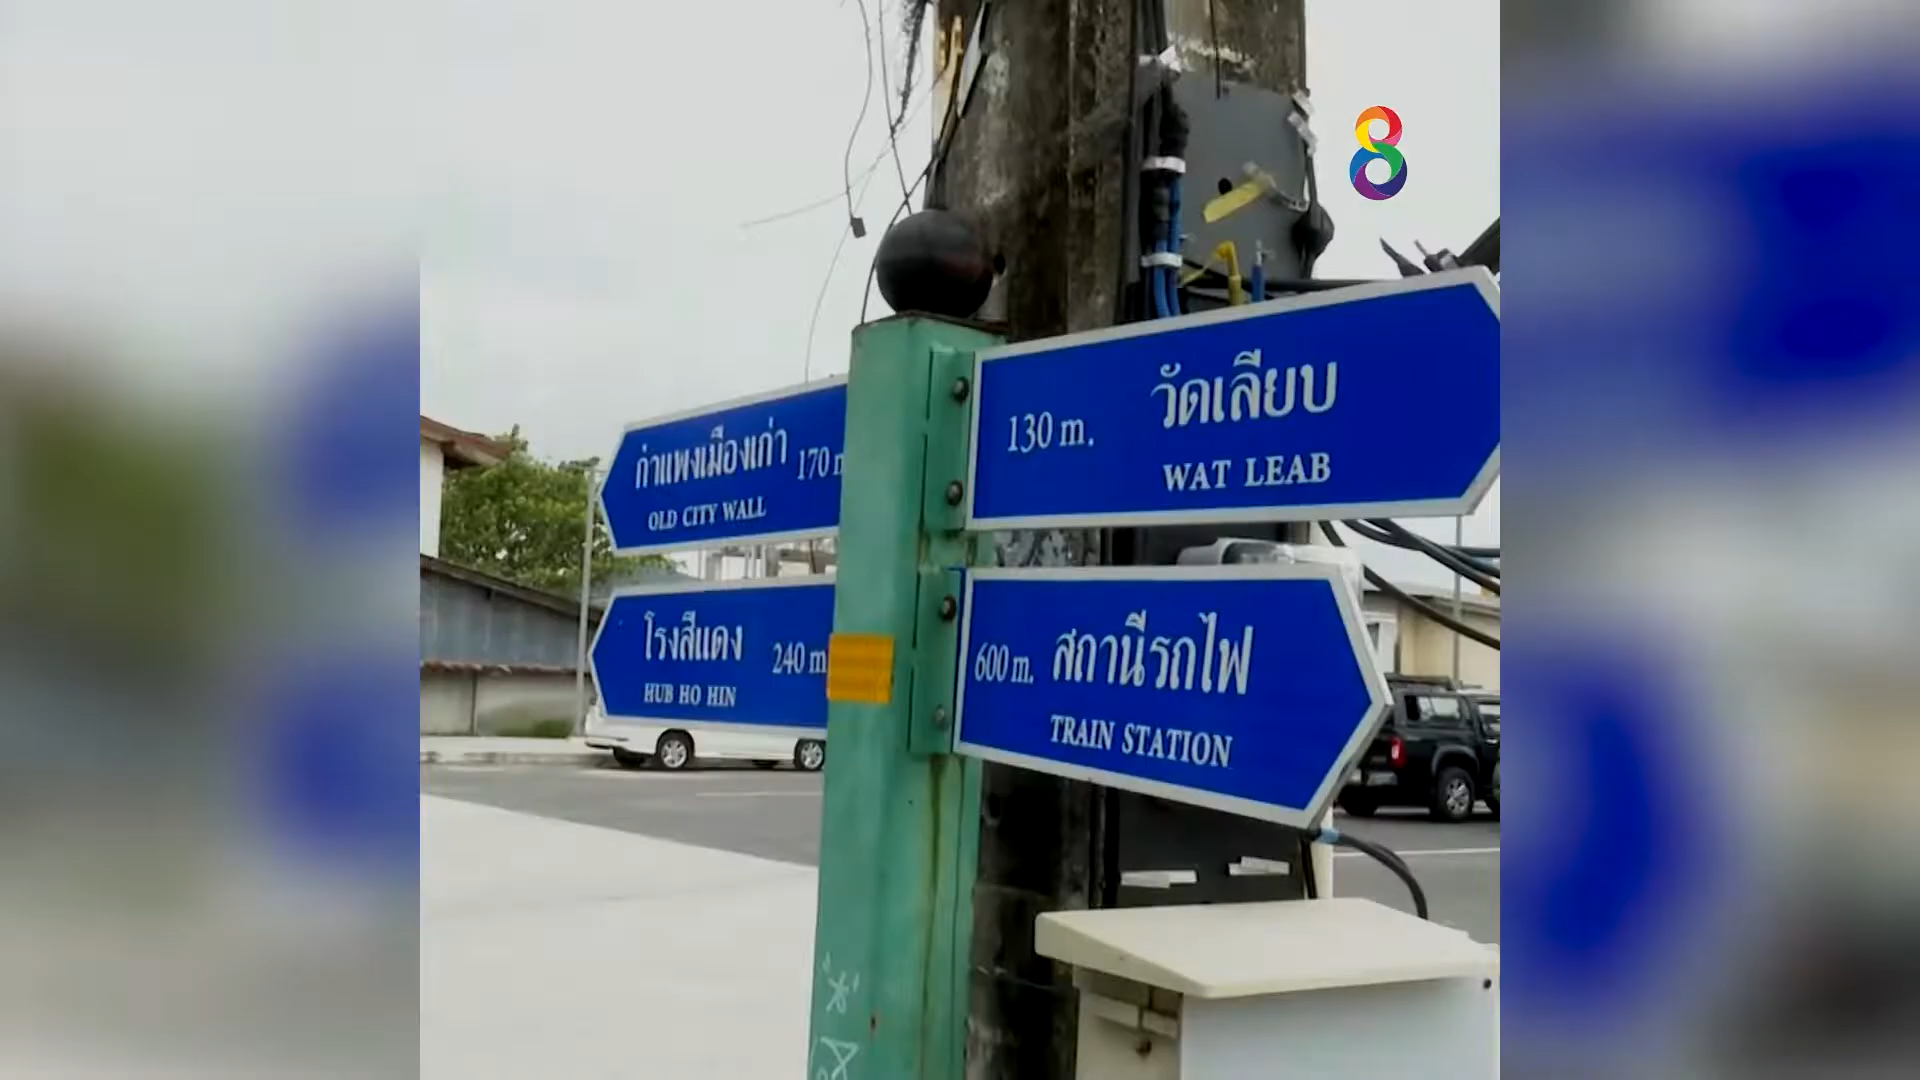 กำแพงเมืองเก่า 170 m
OLD CITY WALL
130 m. วัดเลียบ
WAT LEAB
โรงสีแดง 240 m
HUB HO HIN
600 m. สถานีรถไฟ
TRAIN STATION
8